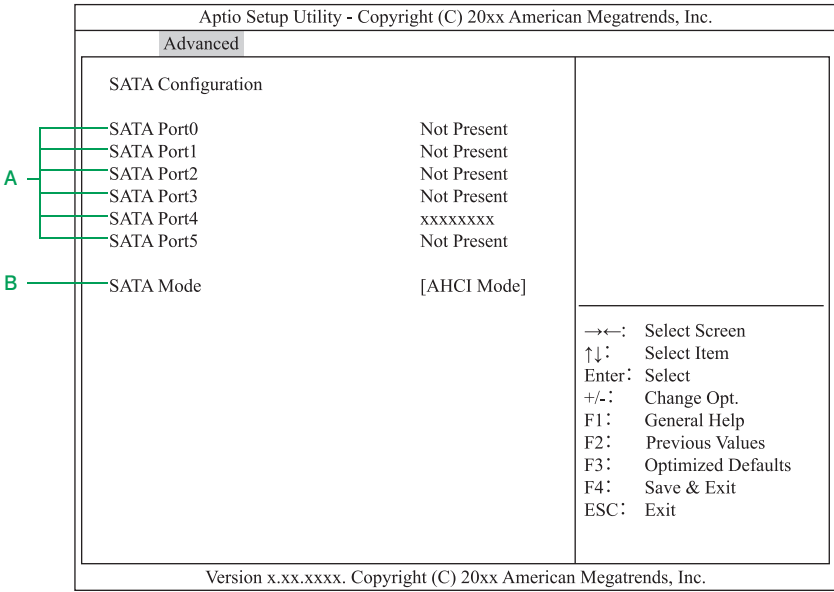 Aptio Setup Utility - Copyright (C) 20xx American Megatrends, Inc.
Advanced
SATA Configuration
A
SATA Port0 Not Present
SATA Port1 Not Present
SATA Port2 Not Present
SATA Port3 Not Present
SATA Port4 xxxxxxxx
SATA Port5 Not Present
B
SATA Mode [AHCI Mode]
→←: Select Screen
↑↓: Select Item
Enter: Select
+/-: Change Opt.
F1: General Help
F2: Previous Values
F3: Optimized Defaults
F4: Save & Exit
ESC: Exit
Version x.xx.xxxx. Copyright (C) 20xx American Megatrends, Inc.